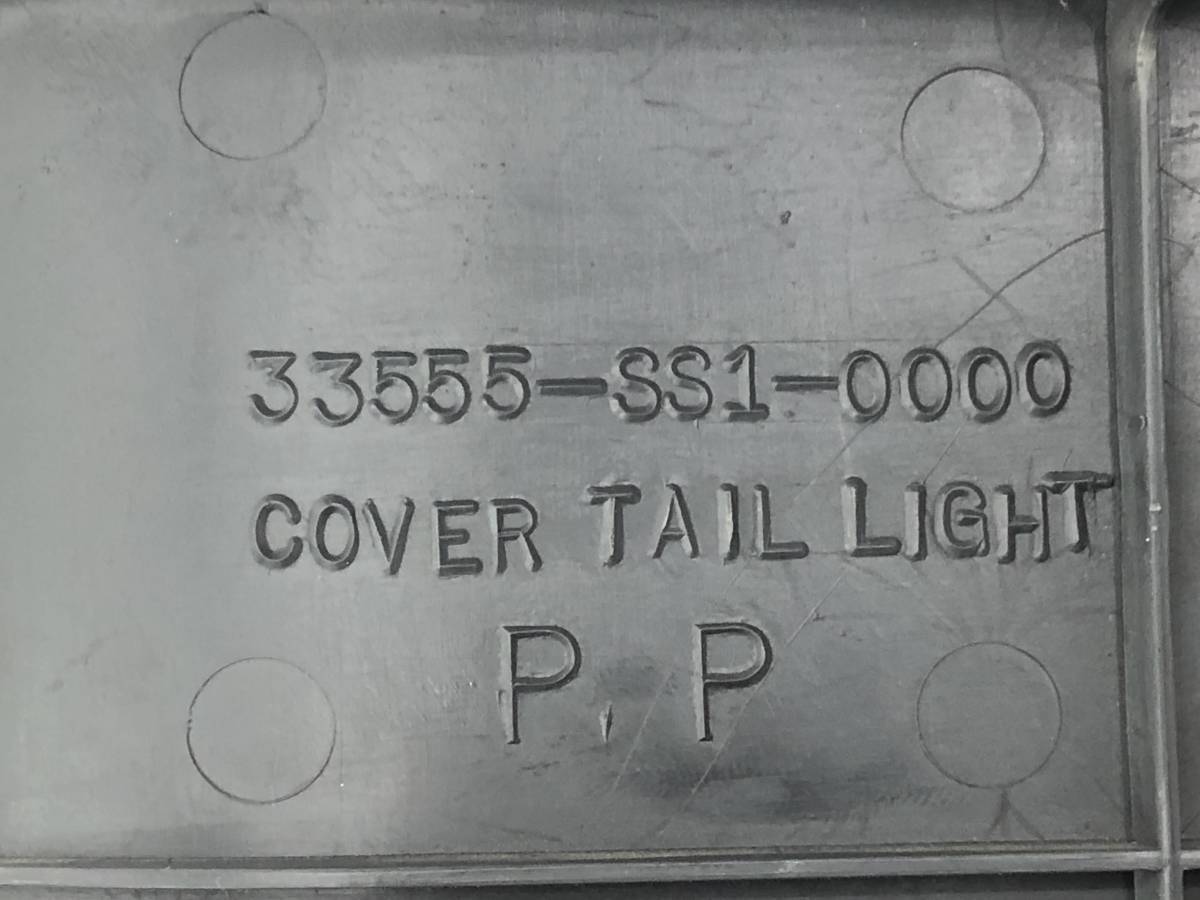 33555-SS1-0000
COVER TAIL LIGHT
P.P